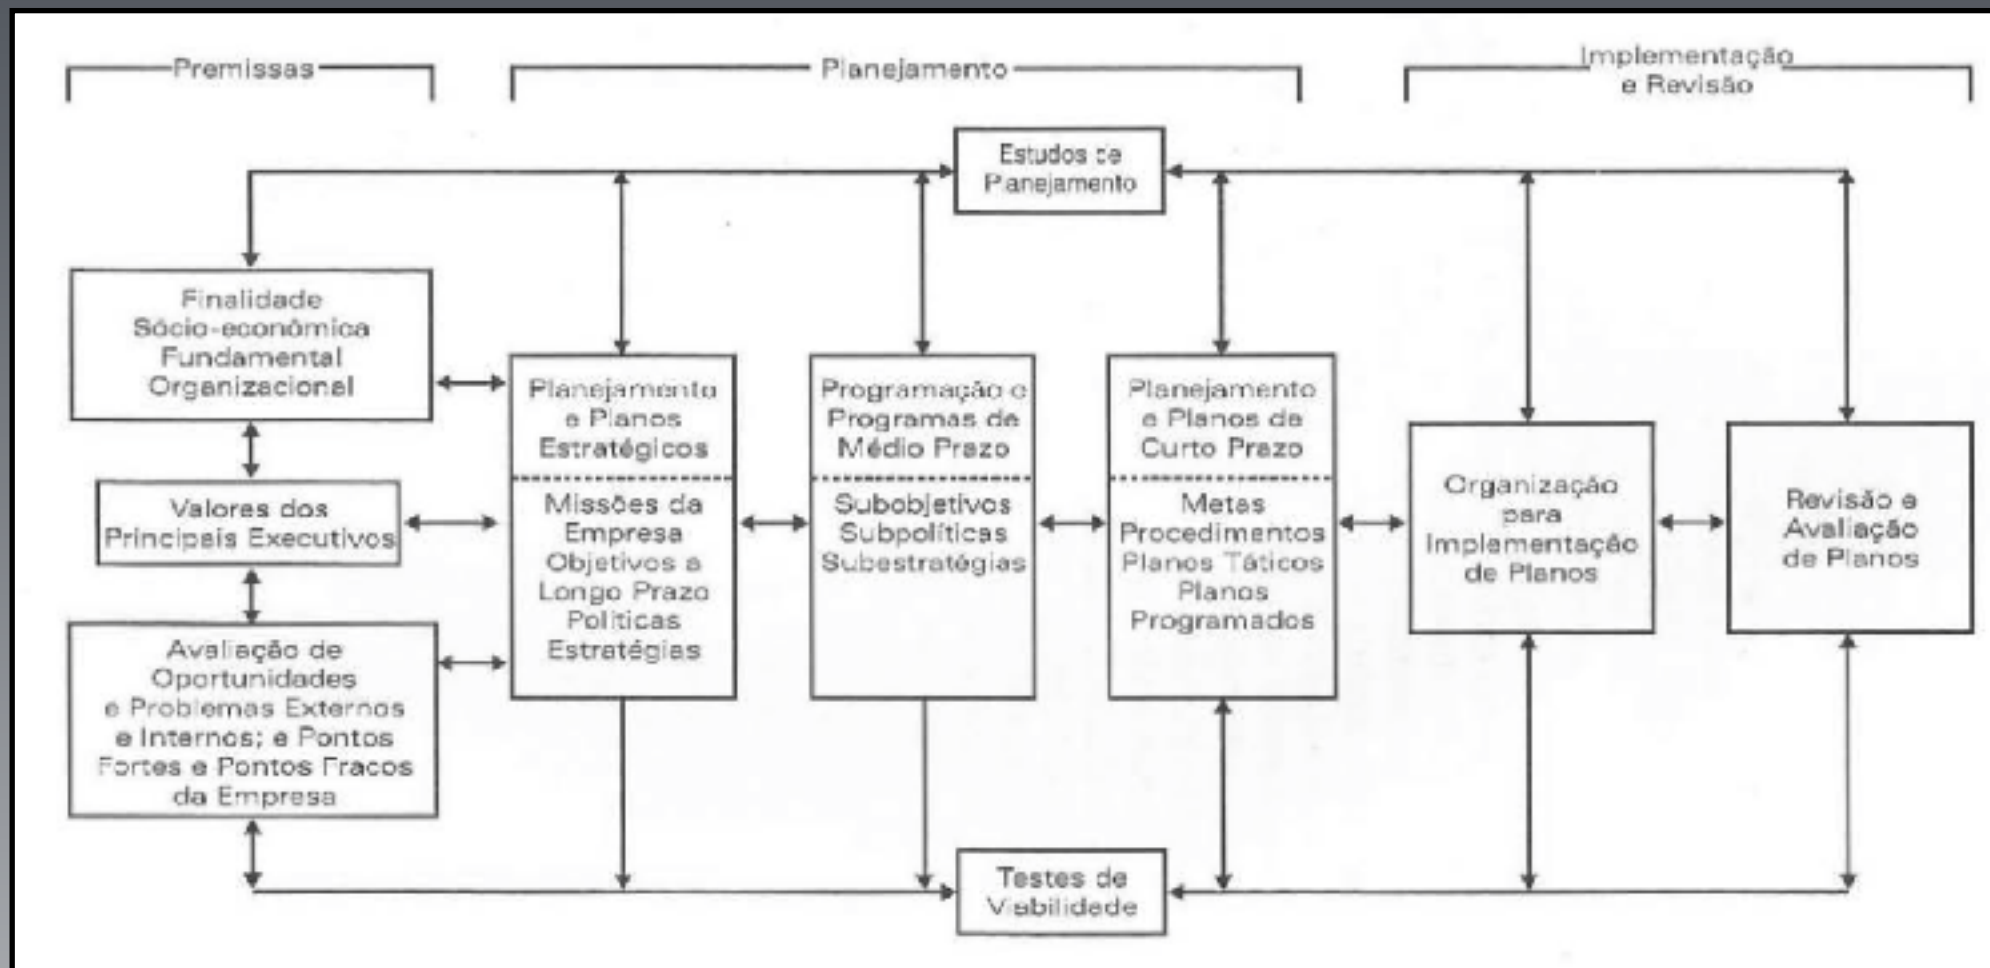 Premissas
Planejamento
Implementação
e Revisão
Estudos de
Planejamento
Finalidade
Sócio-econômica
Fundamental
Organizacional
Valores dos
Principais Executivos
Avaliação de
Oportunidades
e Problemas Externos
e Internos; e Pontos
Fortes e Pontos Fracos
da Empresa
Planejamento
e Planos
Estratégicos
Missões da
Empresa
Objetivos a
Longo Prazo
Políticas
Estratégias
Programação e
Programas de
Médio Prazo
Subobjetivos
Subpolíticas
Subestratégias
Planejamento
e Planos de
Curto Prazo
Metas
Procedimentos
Planos Táticos
Planos
Programados
Organização
para
Implementação
de Planos
Revisão e
Avaliação
de Planos
Testes de
Viabilidade